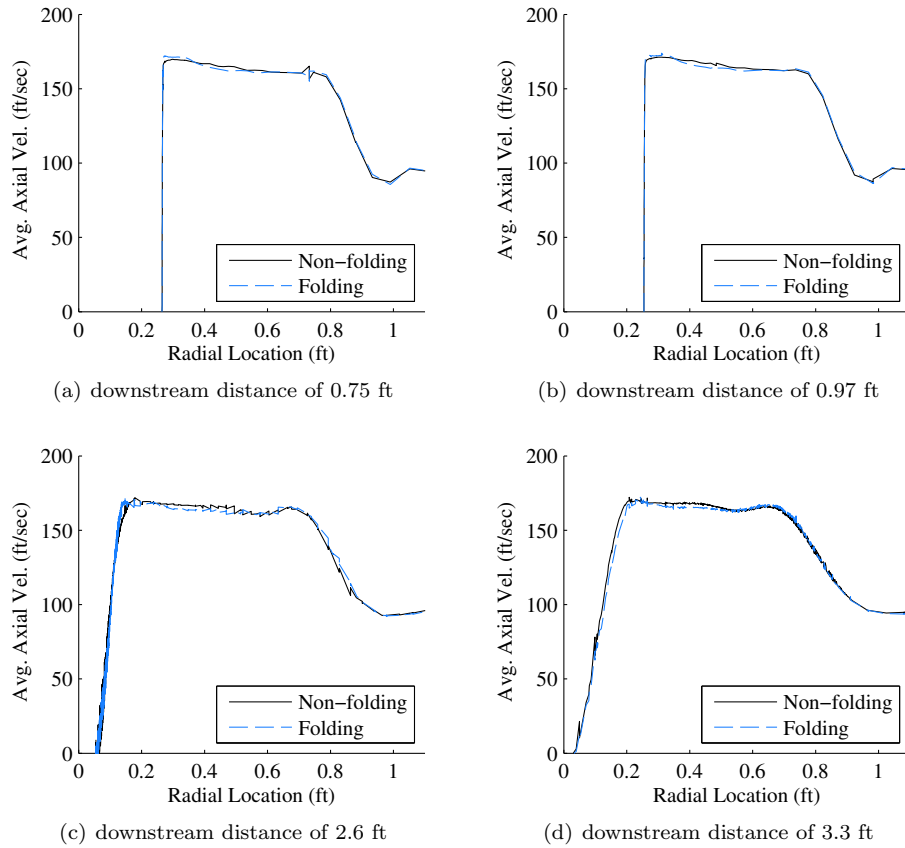 200
150
100
50
0
Avg. Axial Vel. (ft/sec)
Non−folding
Folding
0 0.2 0.4 0.6 0.8 1
Radial Location (ft)
(a) downstream distance of 0.75 ft
200
150
100
50
0
Avg. Axial Vel. (ft/sec)
Non−folding
Folding
0 0.2 0.4 0.6 0.8 1
Radial Location (ft)
(b) downstream distance of 0.97 ft
200
150
100
50
0
Avg. Axial Vel. (ft/sec)
Non−folding
Folding
0 0.2 0.4 0.6 0.8 1
Radial Location (ft)
(c) downstream distance of 2.6 ft
200
150
100
50
0
Avg. Axial Vel. (ft/sec)
Non−folding
Folding
0 0.2 0.4 0.6 0.8 1
Radial Location (ft)
(d) downstream distance of 3.3 ft